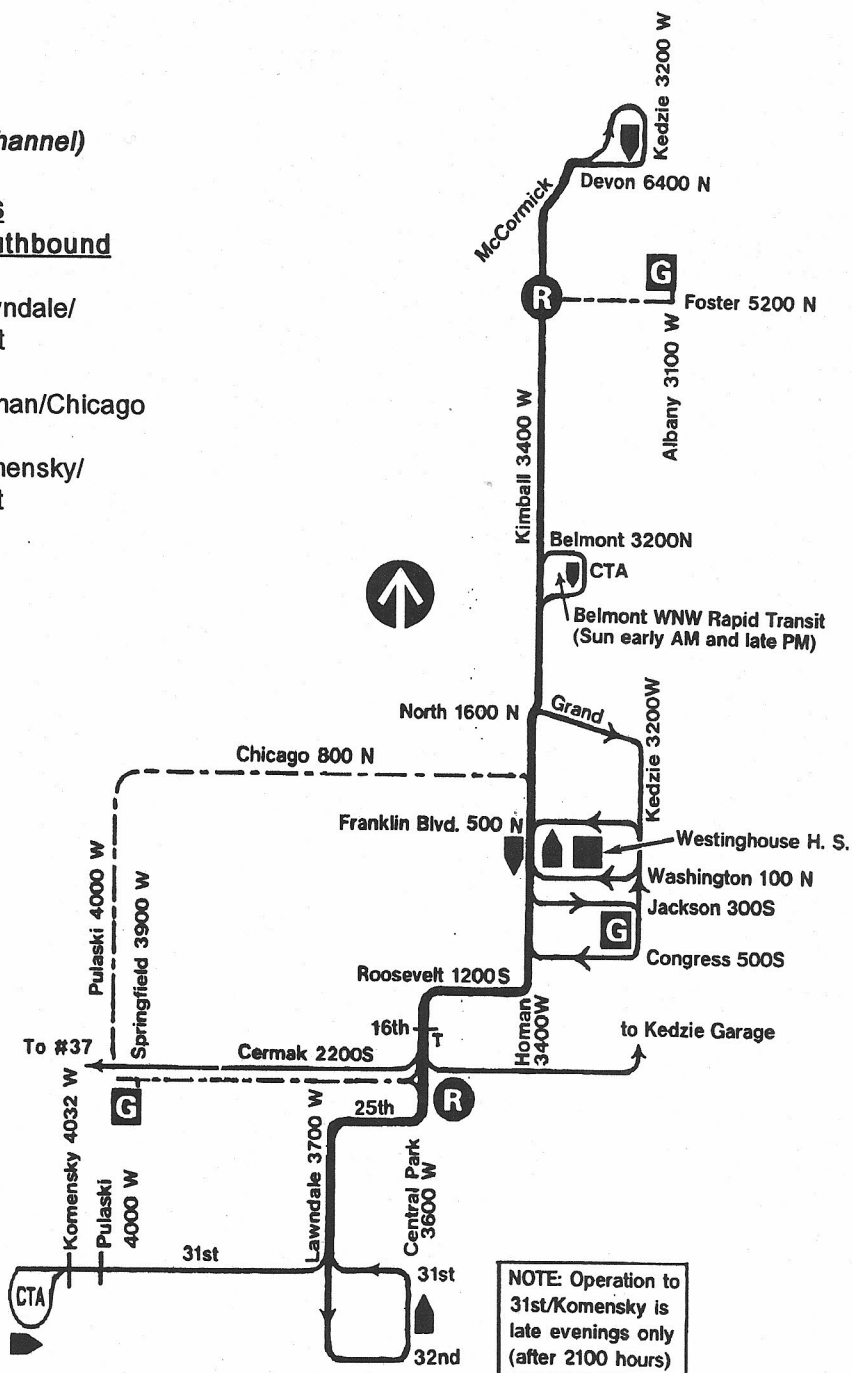 hannel)
s
uthbound
ndale/
t
nan/Chicago
nensky/
t
Kedzie 3200 W
Devon 6400 N
McCormick
G
R
Foster 5200 N
Albany 3100 W
Kimball 3400 W
Belmont 3200N
CTA
Belmont WNW Rapid Transit
(Sun early AM and late PM)
North 1600 N
Grand
Kedzie 3200W
Chicago 800 N
Franklin Blvd. 500 N
Westinghouse H. S.
Washington 100 N
Jackson 300S
G
Congress 500S
Pulaski 4000 W
Springfield 3900 W
Roosevelt 1200S
16th
T
Homan
3400W
to Kedzie Garage
To #37
Cermak 2200S
G
R
25th
Komensky 4032 W
Pulaski
4000 W
Lawndale 3700 W
Central Park
3600 W
31st
31st
CTA
32nd
NOTE: Operation to
31st/Komensky is
late evenings only
(after 2100 hours)